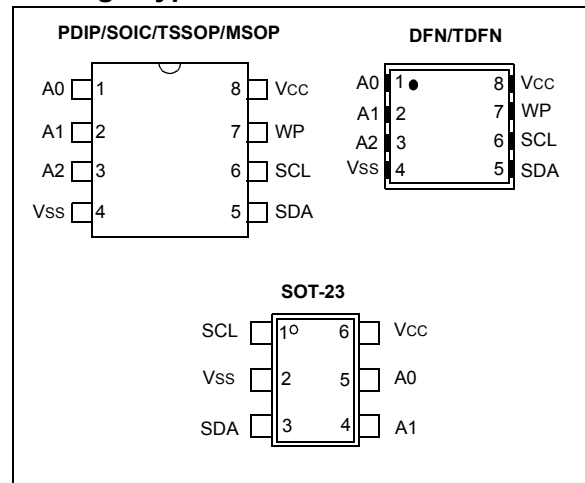 PDIP/SOIC/TSSOP/MSOP
A0 1 8 VCC
A1 2 7 WP
A2 3 6 SCL
VSS 4 5 SDA
DFN/TDFN
A0 1 8 VCC
A1 2 7 WP
A2 3 6 SCL
VSS 4 5 SDA
SOT-23
SCL 1 6 VCC
VSS 2 5 A0
SDA 3 4 A1